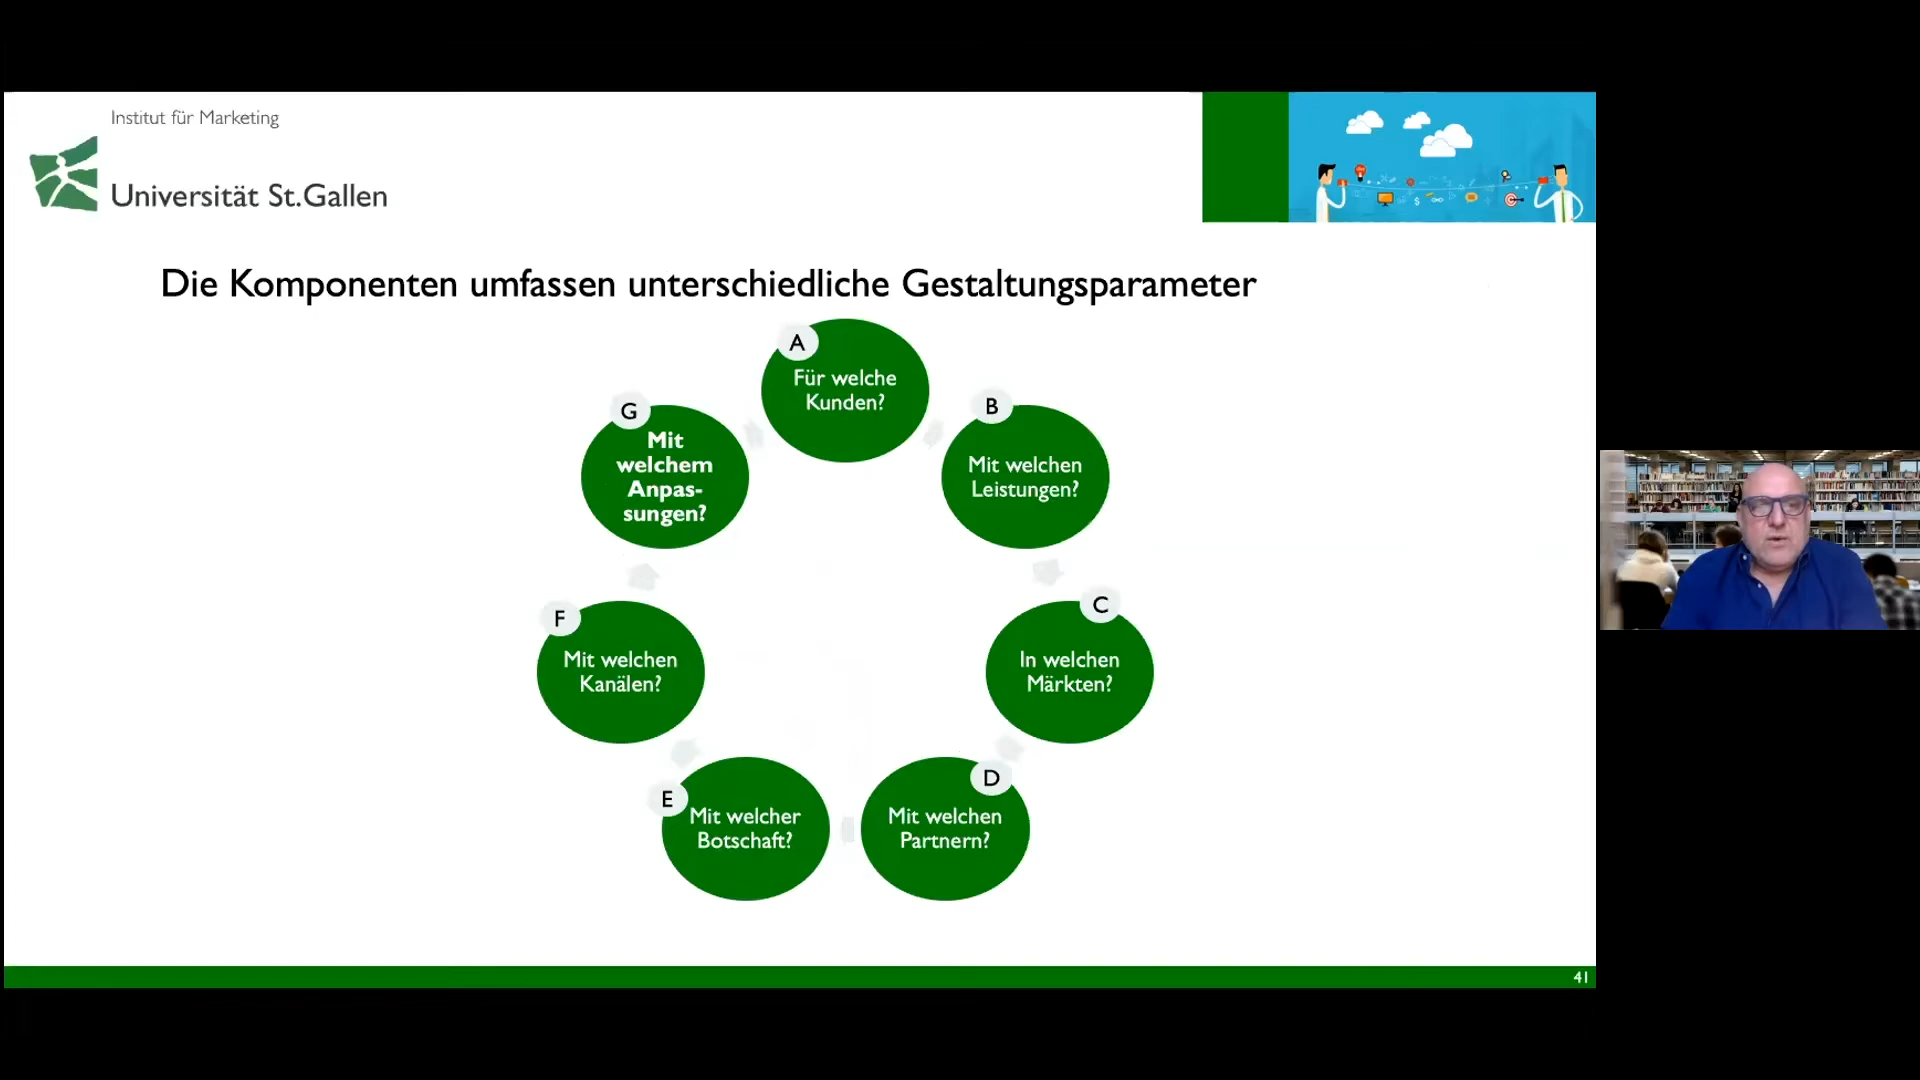 Institut für Marketing
Universität St.Gallen
Die Komponenten umfassen unterschiedliche Gestaltungsparameter
A
Für welche
Kunden?
B
Mit welchen
Leistungen?
C
In welchen
Märkten?
D
Mit welchen
Partnern?
E
Mit welcher
Botschaft?
F
Mit welchen
Kanälen?
G
Mit
welchem
Anpas-
sungen?
41